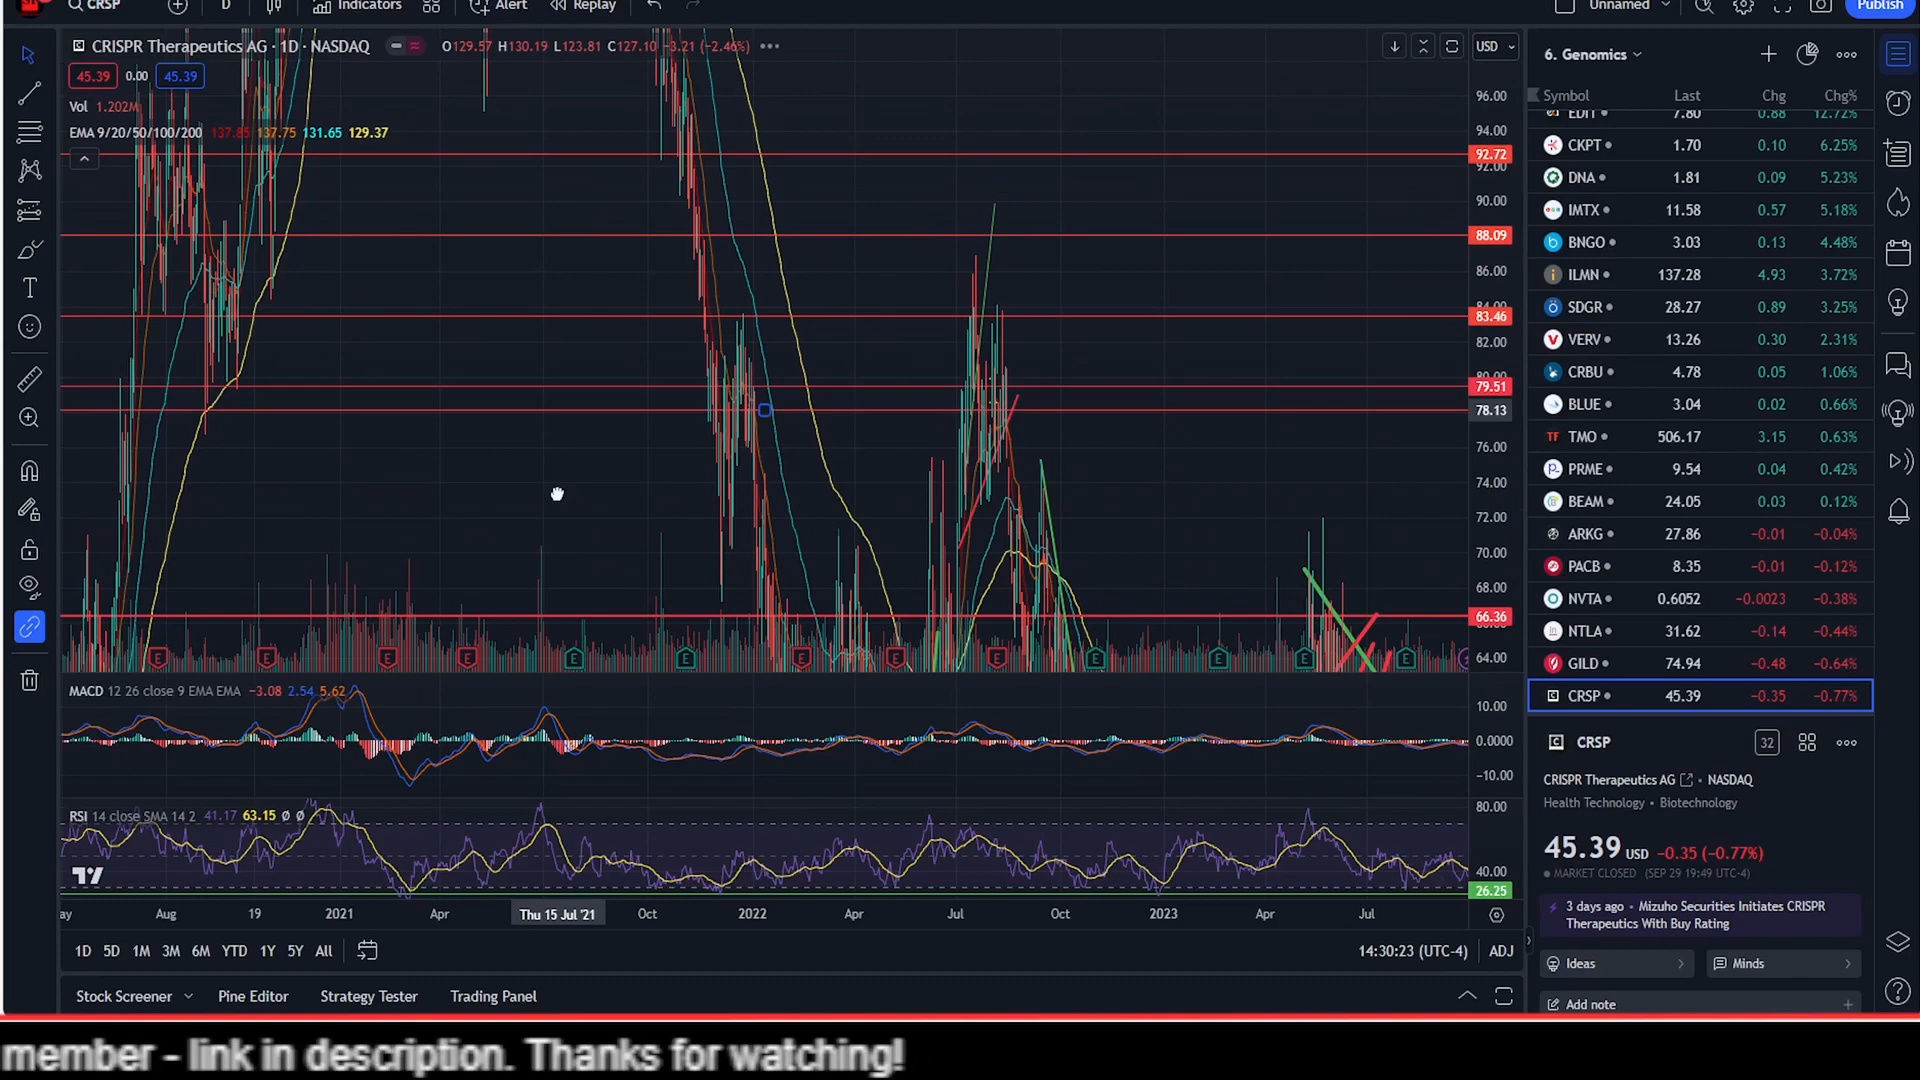 CRSP
D
Indicators
Alert
Replay
Unnamed
Publish
CRISPR Therapeutics AG · 1D · NASDAQ
O129.57 H130.19 L123.81 C127.10 −3.21 (−2.46%)
USD
45.39 0.00 45.39
Vol 1.202M
EMA 9/20/50/100/200 137.85 137.75 131.65 129.37
96.00
94.00
92.72
92.00
90.00
88.09
86.00
84.00
83.46
82.00
80.00
79.51
78.13
76.00
74.00
72.00
70.00
68.00
66.36
64.00
E E E E E E E E E E E E E
MACD 12 26 close 9 EMA EMA −3.08 2.54 5.62
10.00
0.0000
−10.00
RSI 14 close SMA 14 2 41.17 63.15 Ø Ø
80.00
40.00
26.25
ay Aug 19 2021 Apr Thu 15 Jul '21 Oct 2022 Apr Jul Oct 2023 Apr Jul
1D 5D 1M 3M 6M YTD 1Y 5Y All
14:30:23 (UTC-4) ADJ
Stock Screener Pine Editor Strategy Tester Trading Panel
6. Genomics
Symbol Last Chg Chg%
EDIT 7.80 0.88 12.72%
CKPT 1.70 0.10 6.25%
DNA 1.81 0.09 5.23%
IMTX 11.58 0.57 5.18%
BNGO 3.03 0.13 4.48%
ILMN 137.28 4.93 3.72%
SDGR 28.27 0.89 3.25%
VERV 13.26 0.30 2.31%
CRBU 4.78 0.05 1.06%
BLUE 3.04 0.02 0.66%
TMO 506.17 3.15 0.63%
PRME 9.54 0.04 0.42%
BEAM 24.05 0.03 0.12%
ARKG 27.86 −0.01 −0.04%
PACB 8.35 −0.01 −0.12%
NVTA 0.6052 −0.0023 −0.38%
NTLA 31.62 −0.14 −0.44%
GILD 74.94 −0.48 −0.64%
CRSP 45.39 −0.35 −0.77%
CRSP
32
CRISPR Therapeutics AG • NASDAQ
Health Technology • Biotechnology
45.39 USD −0.35 (−0.77%)
MARKET CLOSED (SEP 29 19:49 UTC-4)
3 days ago • Mizuho Securities Initiates CRISPR
Therapeutics With Buy Rating
Ideas
Minds
Add note
member - link in description. Thanks for watching!